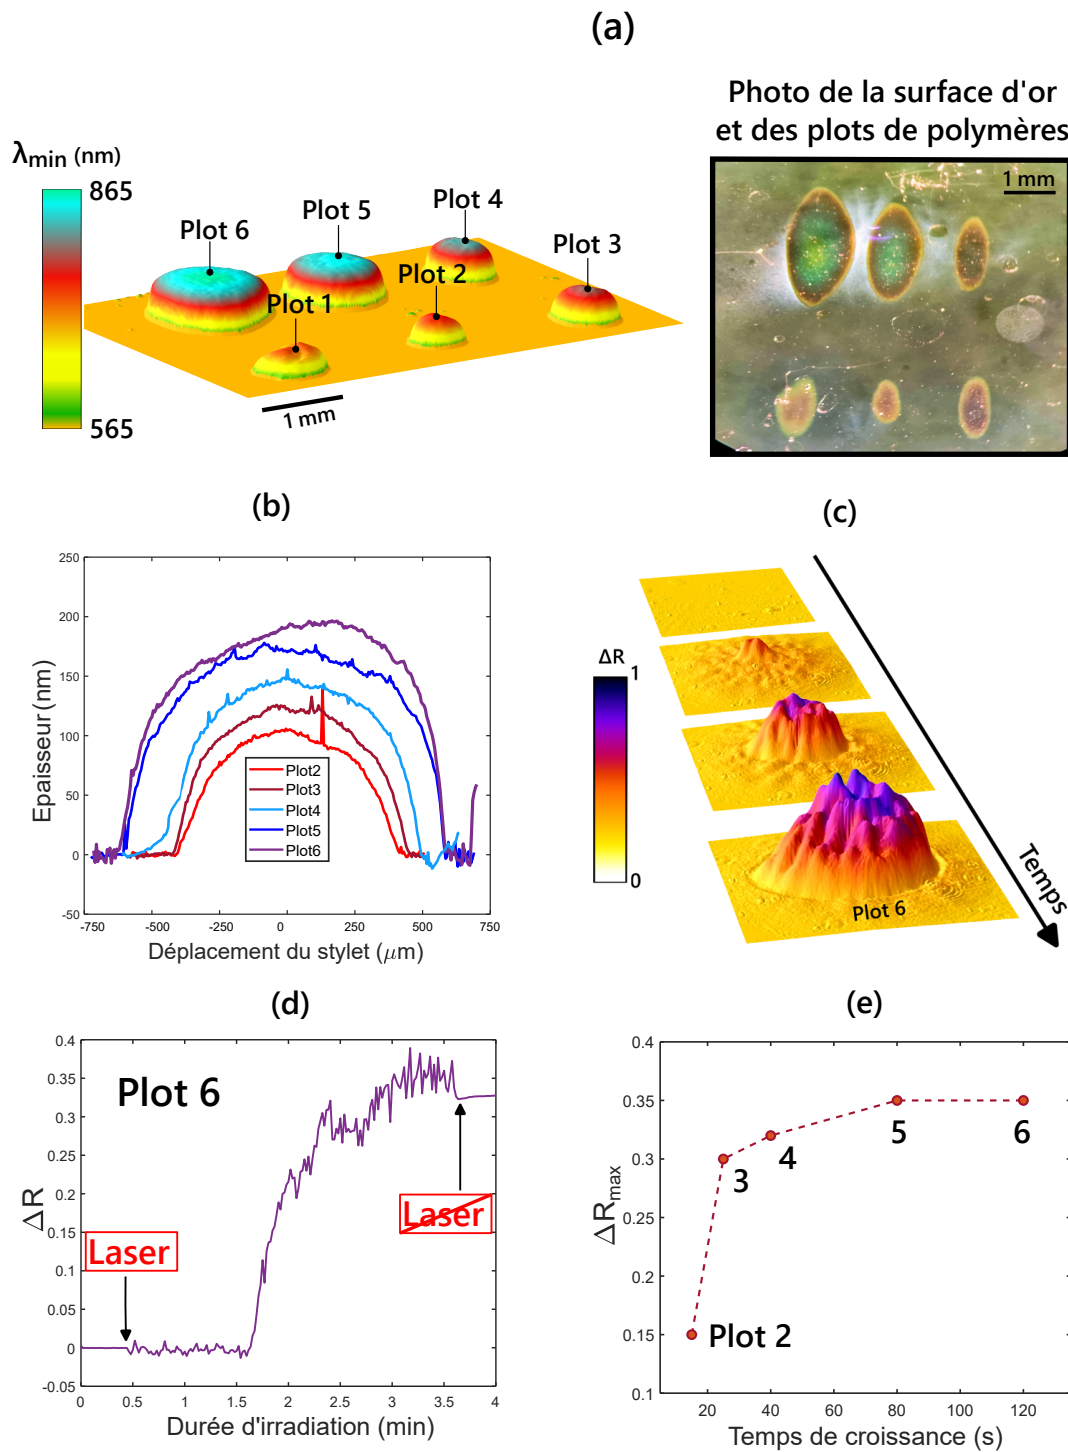 (a)
Photo de la surface d'or
et des plots de polymères
λmin (nm)
865
565
Plot 6
Plot 5
Plot 4
Plot 3
Plot 2
Plot 1
1 mm
1 mm
(b)
250
200
150
100
50
0
-50
-750
-500
-250
0
250
500
750
Epaisseur (nm)
Déplacement du stylet (μm)
Plot2
Plot3
Plot4
Plot5
Plot6
(c)
ΔR
1
0
Plot 6
Temps
(d)
0.4
0.35
0.3
0.25
0.2
0.15
0.1
0.05
0
-0.05
0
0.5
1
1.5
2
2.5
3
3.5
4
ΔR
Durée d'irradiation (min)
Plot 6
Laser
Laser
(e)
0.4
0.35
0.3
0.25
0.2
0.15
0.1
20
40
60
80
100
120
ΔRmax
Temps de croissance (s)
Plot 2
3
4
5
6